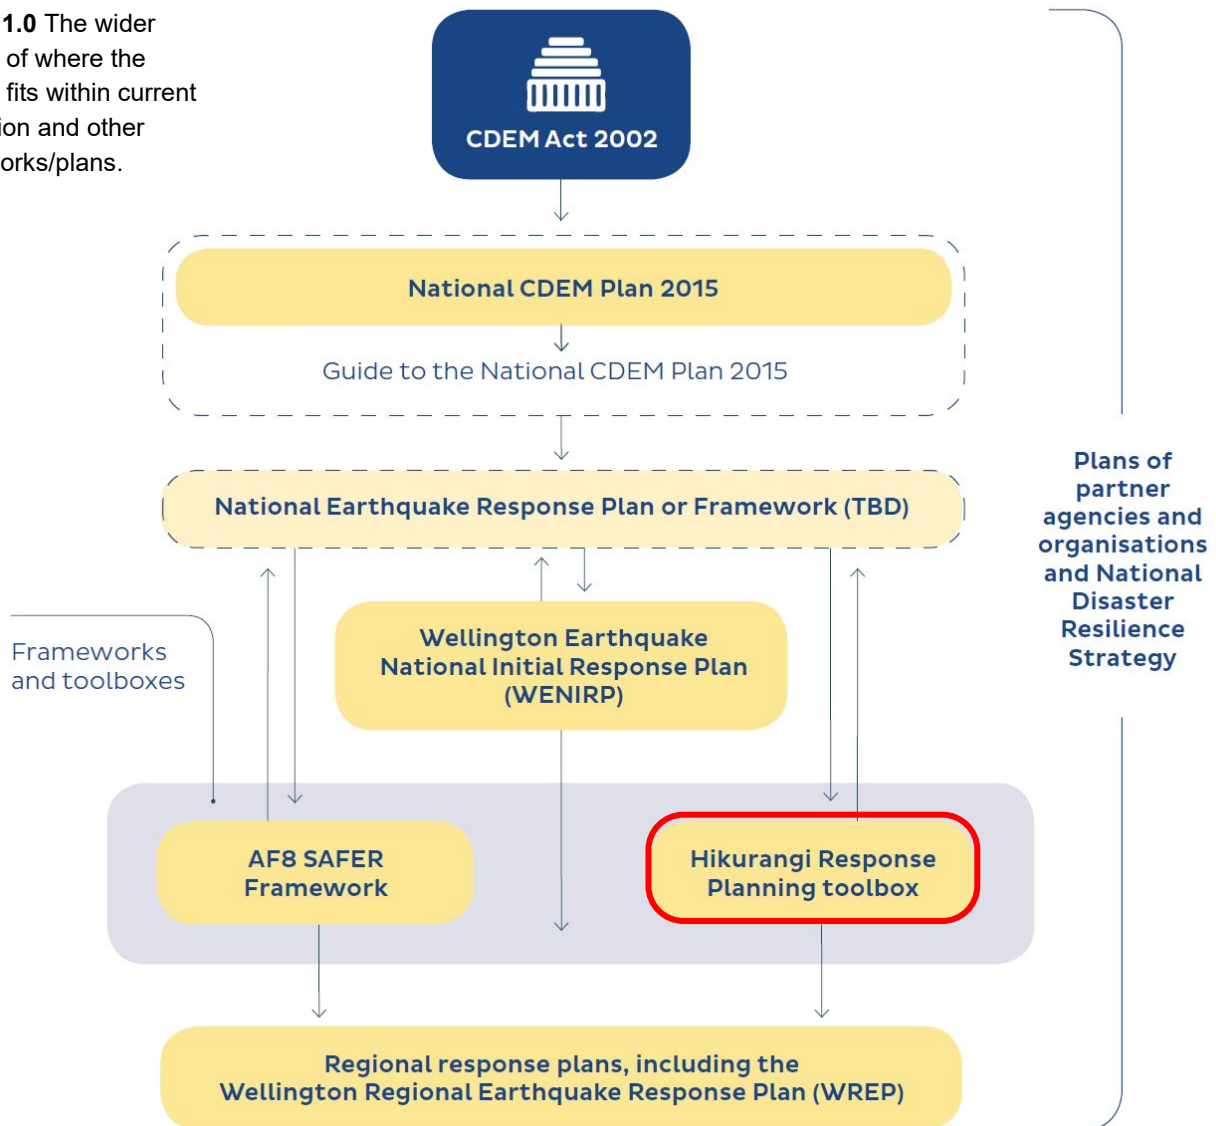 1.0 The wider
of where the
fits within current
ion and other
orks/plans.
CDEM Act 2002
National CDEM Plan 2015
Guide to the National CDEM Plan 2015
National Earthquake Response Plan or Framework (TBD)
Wellington Earthquake
National Initial Response Plan
(WENIRP)
Frameworks
and toolboxes
AF8 SAFER
Framework
Hikurangi Response
Planning toolbox
Regional response plans, including the
Wellington Regional Earthquake Response Plan (WREP)
Plans of
partner
agencies and
organisations
and National
Disaster
Resilience
Strategy